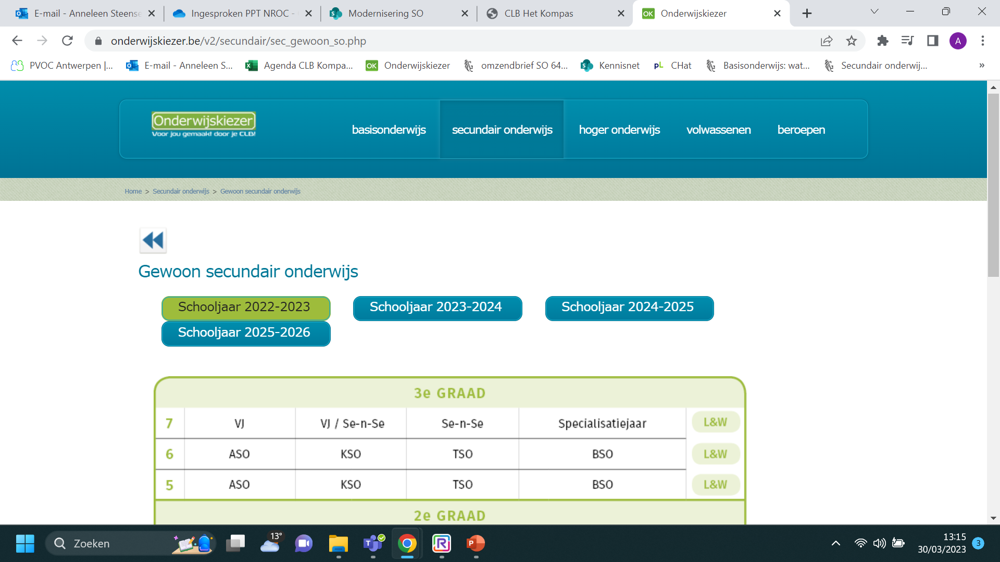 E-mail - Anneleen Steense
Ingesproken PPT NROC -
Modernisering SO
CLB Het Kompas
Onderwijskiezer
onderwijskiezer.be/v2/secundair/sec_gewoon_so.php
A
PVOC Antwerpen |...
E-mail - Anneleen S...
Agenda CLB Kompa...
Onderwijskiezer
omzendbrief SO 64...
Kennisnet
CHat
Basisonderwijs: wat...
Secundair onderwij...
»
Onderwijskiezer
Voor jou gemaakt door je CLB!
basisonderwijs
secundair onderwijs
hoger onderwijs
volwassenen
beroepen
Home > Secundair onderwijs > Gewoon secundair onderwijs
Gewoon secundair onderwijs
Schooljaar 2022-2023
Schooljaar 2023-2024
Schooljaar 2024-2025
Schooljaar 2025-2026
3e GRAAD
7 VJ VJ / Se-n-Se Se-n-Se Specialisatiejaar L&W
6 ASO KSO TSO BSO L&W
5 ASO KSO TSO BSO L&W
2e GRAAD
Zoeken
13°
13:15
30/03/2023
3